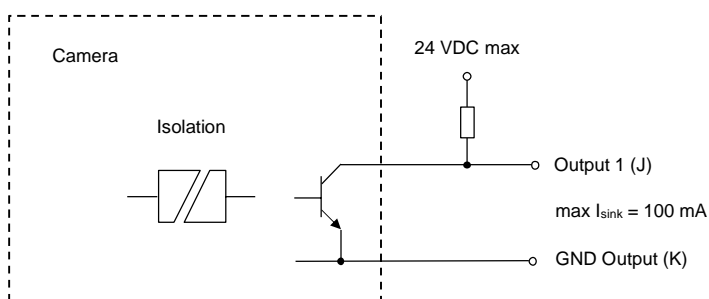 Camera
24 VDC max
Isolation
Output 1 (J)
max Isink = 100 mA
GND Output (K)